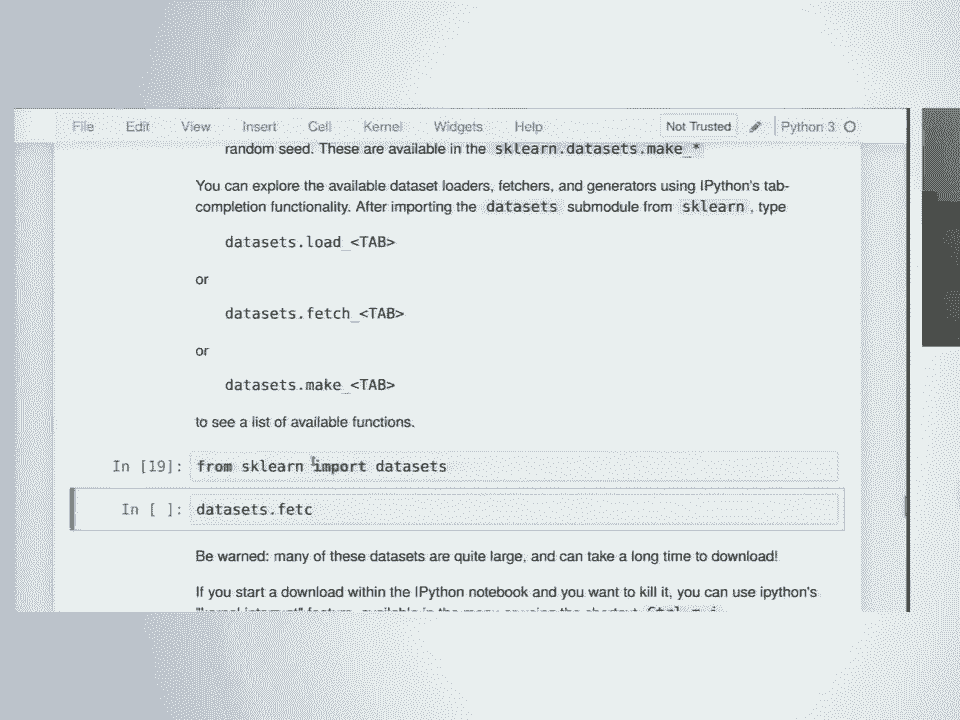 File Edit View Insert Cell Kernel Widgets Help Not Trusted Python 3
random seed. These are available in the sklearn.datasets.make_*
You can explore the available dataset loaders, fetchers, and generators using IPython's tab-
completion functionality. After importing the datasets submodule from sklearn, type
datasets.load_<TAB>
or
datasets.fetch_<TAB>
or
datasets.make_<TAB>
to see a list of available functions.
In [19]: from sklearn import datasets
In [ ]: datasets.fetc
Be warned: many of these datasets are quite large, and can take a long time to download!
If you start a download within the IPython notebook and you want to kill it, you can use ipython's